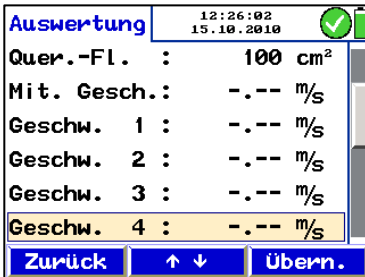 Auswertung 12:26:02
15.10.2010
Quer.-Fl. : 100 cm²
Mit. Gesch.: -.-- m/s
Geschw. 1 : -.-- m/s
Geschw. 2 : -.-- m/s
Geschw. 3 : -.-- m/s
Geschw. 4 : -.-- m/s
Zurück ↑ ↓ Übern.